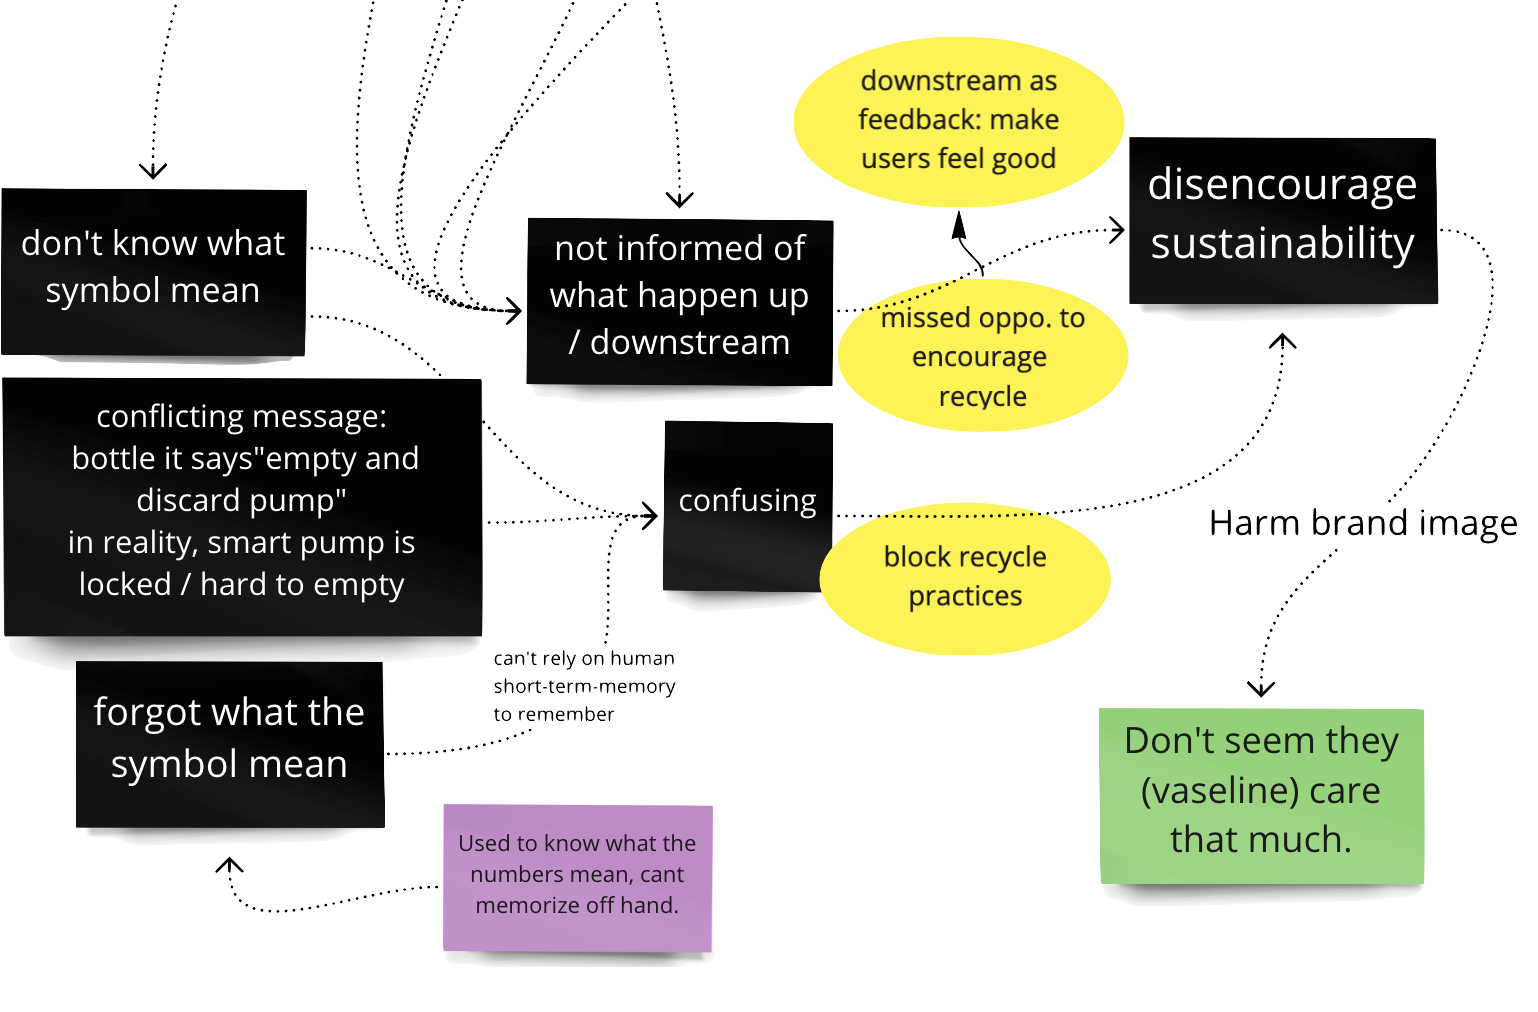 downstream as
feedback: make
users feel good
disencourage
sustainability
don't know what
symbol mean
not informed of
what happen up
/ downstream
missed oppo. to
encourage
recycle
conflicting message:
bottle it says"empty and
discard pump"
in reality, smart pump is
locked / hard to empty
confusing
block recycle
practices
Harm brand image
can't rely on human
short-term-memory
to remember
forgot what the
symbol mean
Don't seem they
(vaseline) care
that much.
Used to know what the
numbers mean, cant
memorize off hand.